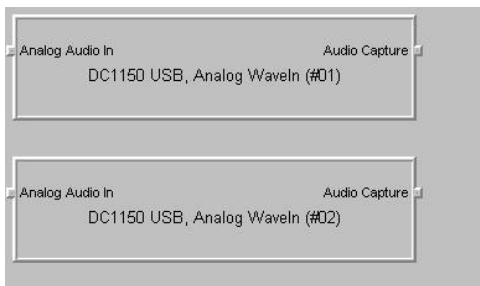 Analog Audio In Audio Capture
DC1150 USB, Analog WaveIn (#01)
Analog Audio In Audio Capture
DC1150 USB, Analog WaveIn (#02)